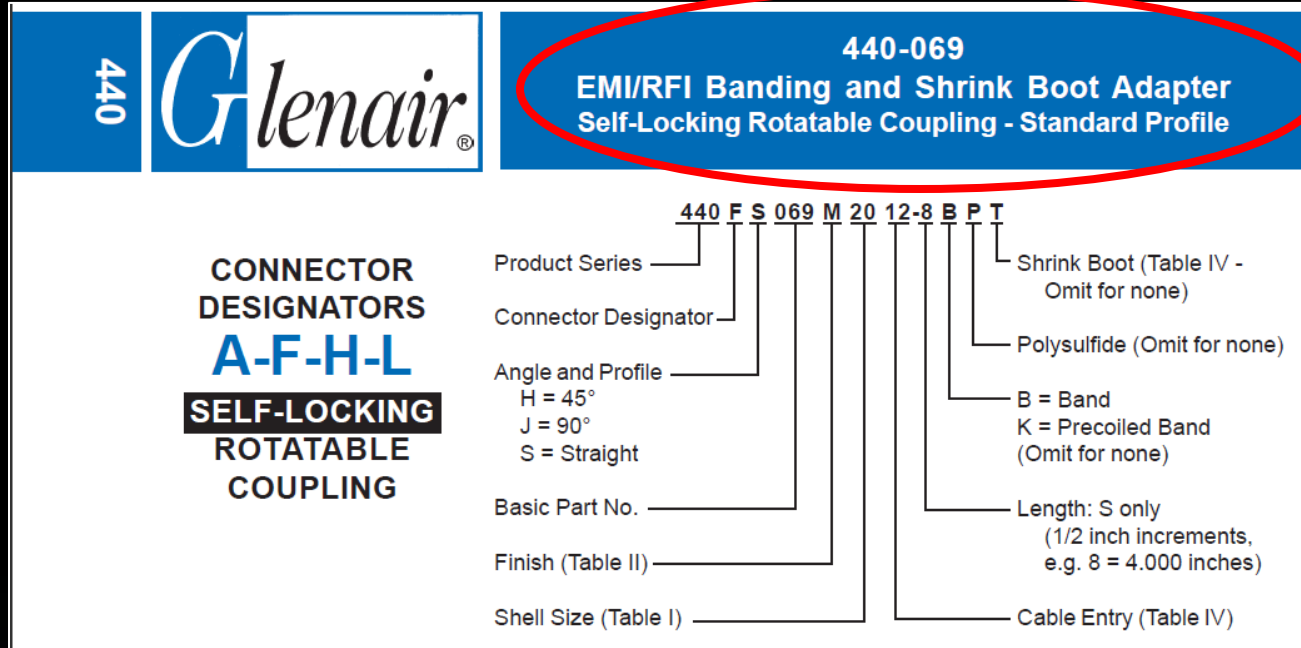 440
Glenair®
440-069
EMI/RFI Banding and Shrink Boot Adapter
Self-Locking Rotatable Coupling - Standard Profile
CONNECTOR
DESIGNATORS
A-F-H-L
SELF-LOCKING
ROTATABLE
COUPLING
440 F S 069 M 20 12-8 B P T
Product Series
Connector Designator
Angle and Profile
H = 45°
J = 90°
S = Straight
Basic Part No.
Finish (Table II)
Shell Size (Table I)
Shrink Boot (Table IV -
Omit for none)
Polysulfide (Omit for none)
B = Band
K = Precoiled Band
(Omit for none)
Length: S only
(1/2 inch increments,
e.g. 8 = 4.000 inches)
Cable Entry (Table IV)